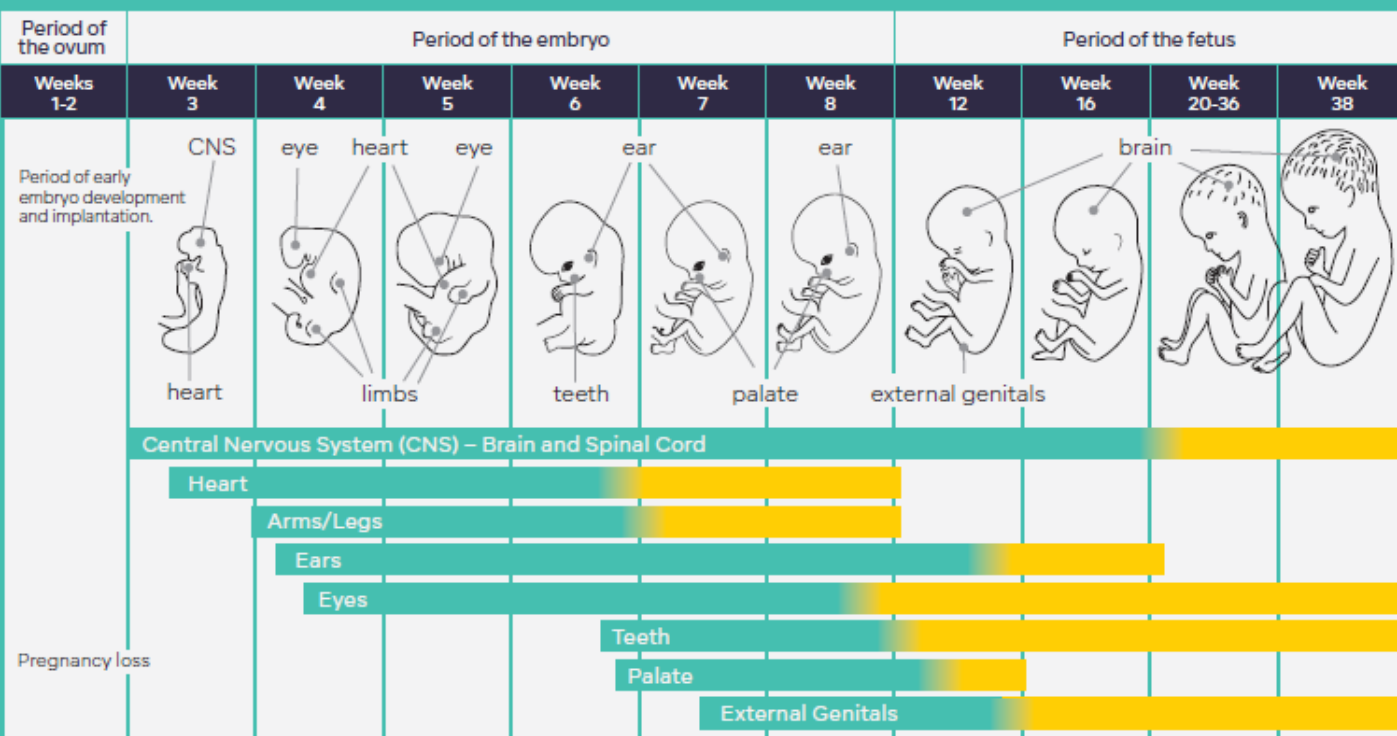 Period of
the ovum
Period of the embryo
Period of the fetus
Weeks
1-2
Week
3
Week
4
Week
5
Week
6
Week
7
Week
8
Week
12
Week
16
Week
20-36
Week
38
CNS
eye
heart
eye
ear
ear
brain
Period of early
embryo development
and implantation.
heart
limbs
teeth
palate
external genitals
Central Nervous System (CNS) – Brain and Spinal Cord
Heart
Arms/Legs
Ears
Eyes
Teeth
Pregnancy loss
Palate
External Genitals